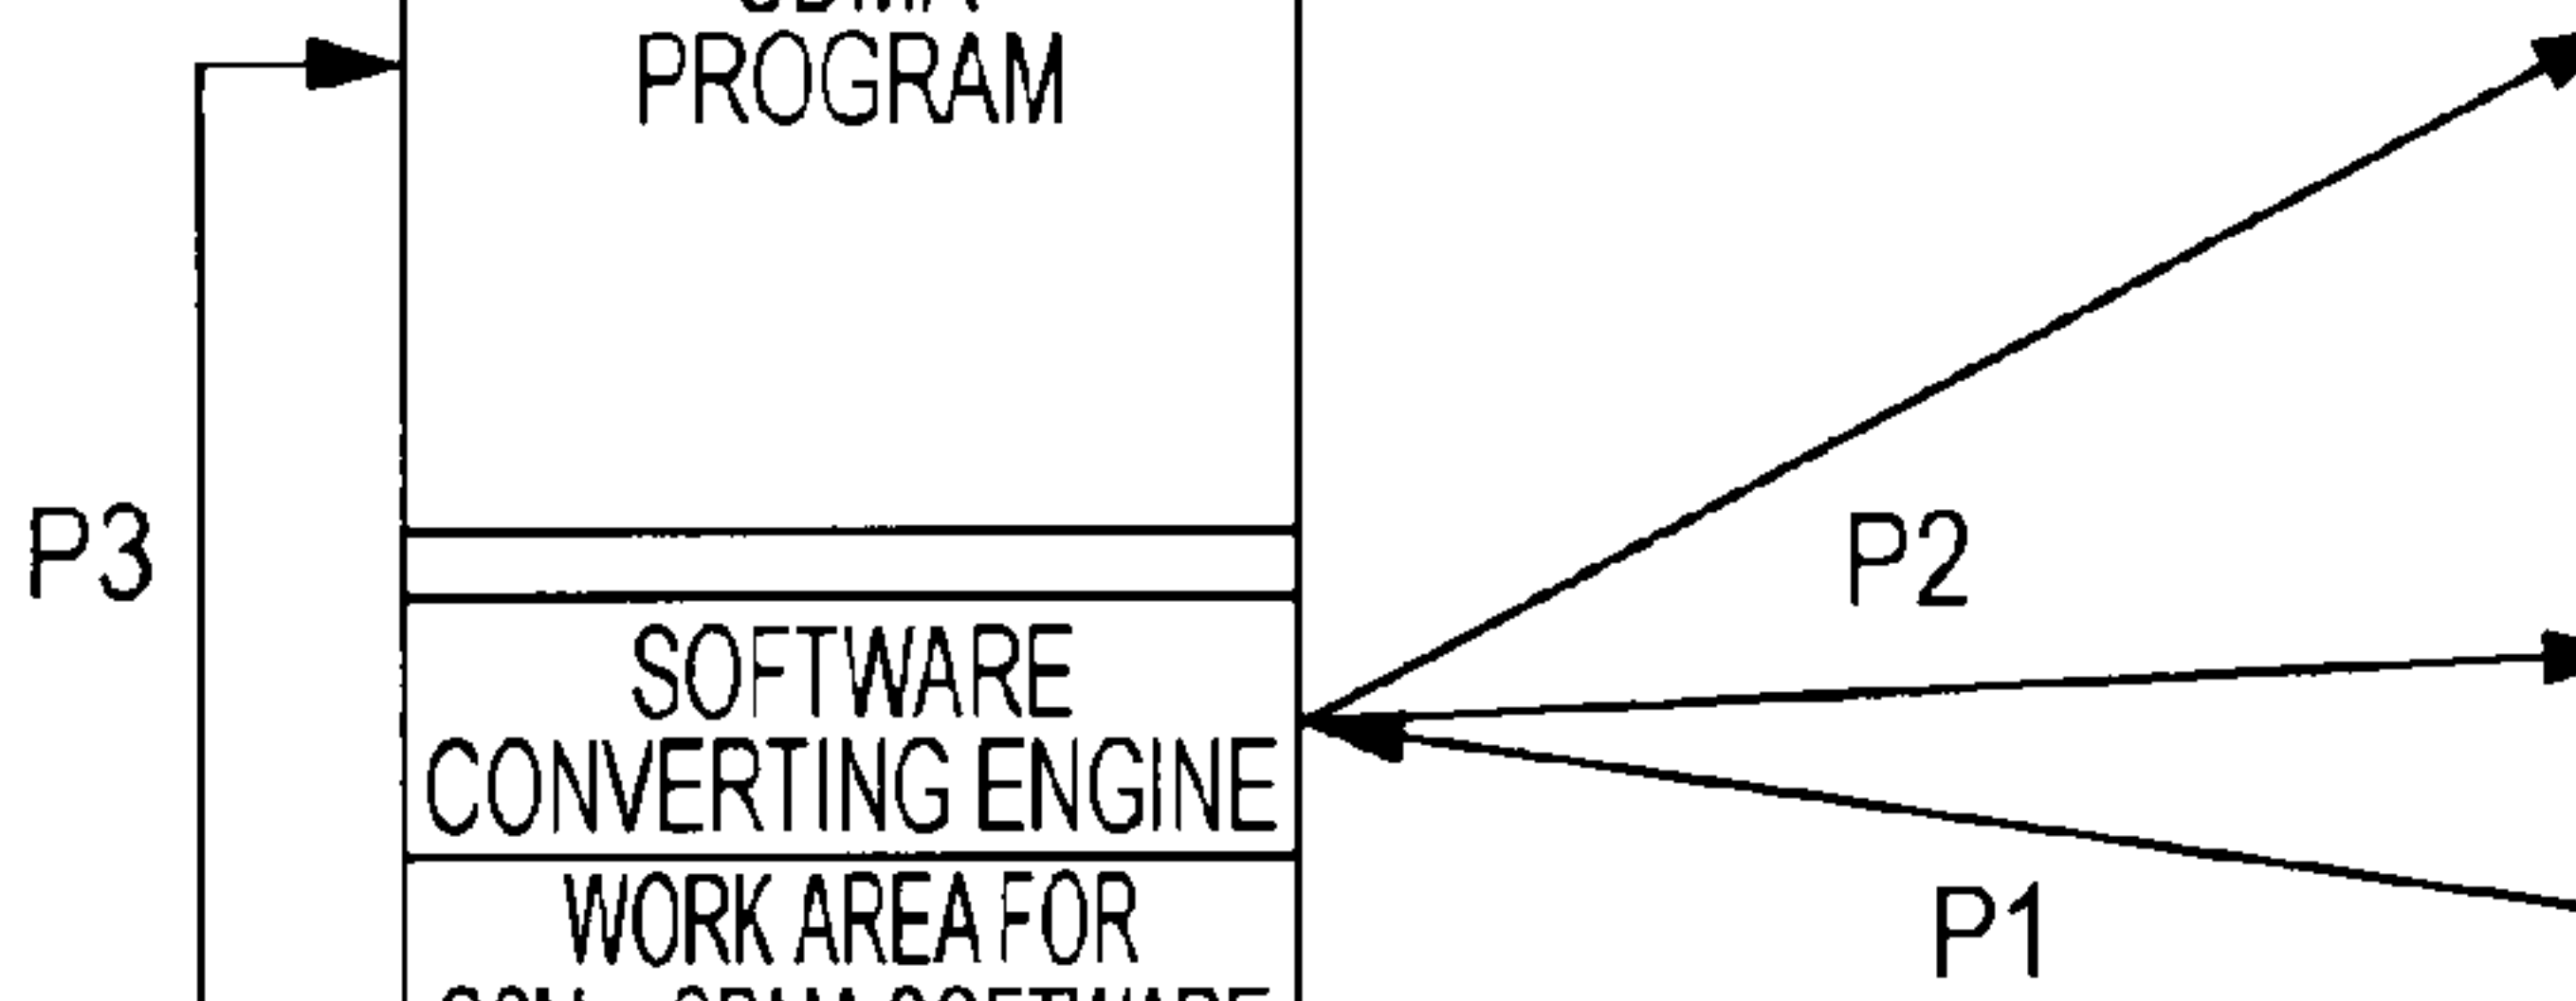 PROGRAM
P3
P2
SOFTWARE
CONVERTING ENGINE
WORK AREA FOR
P1